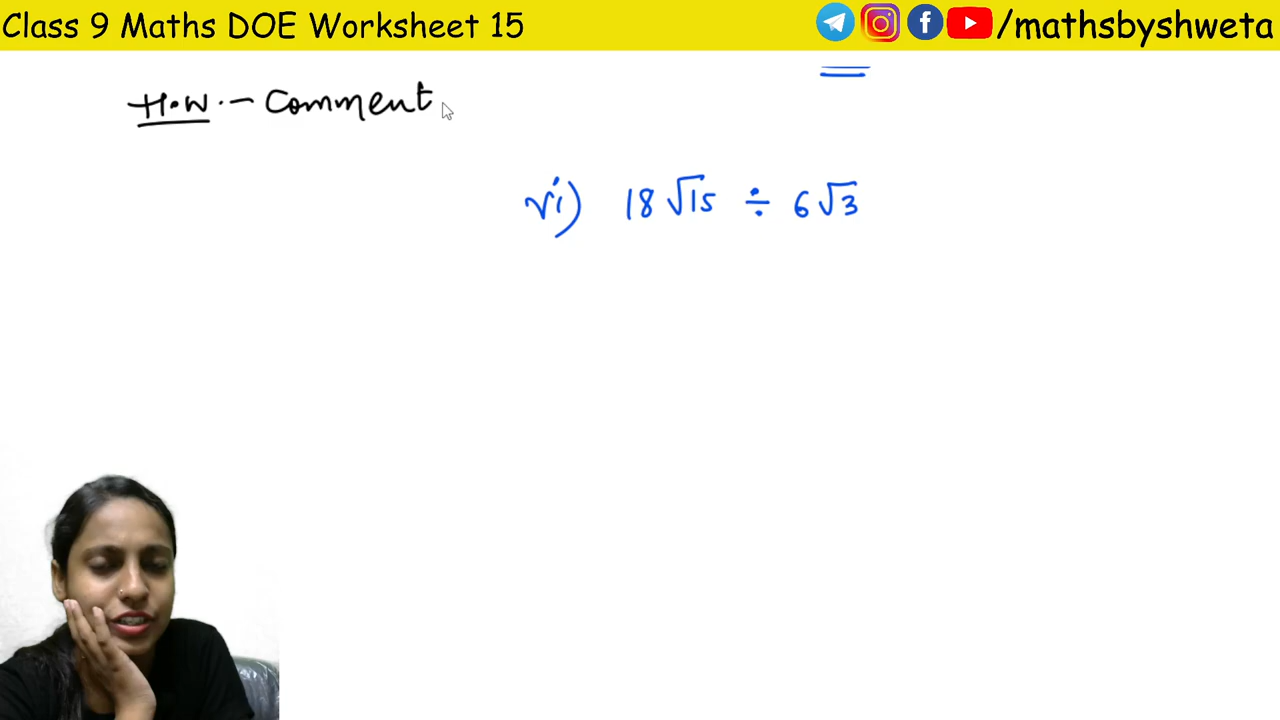 Class 9 Maths DOE Worksheet 15
/mathsbyshweta
H.W. - Comment
vi) 18√15 ÷ 6√3